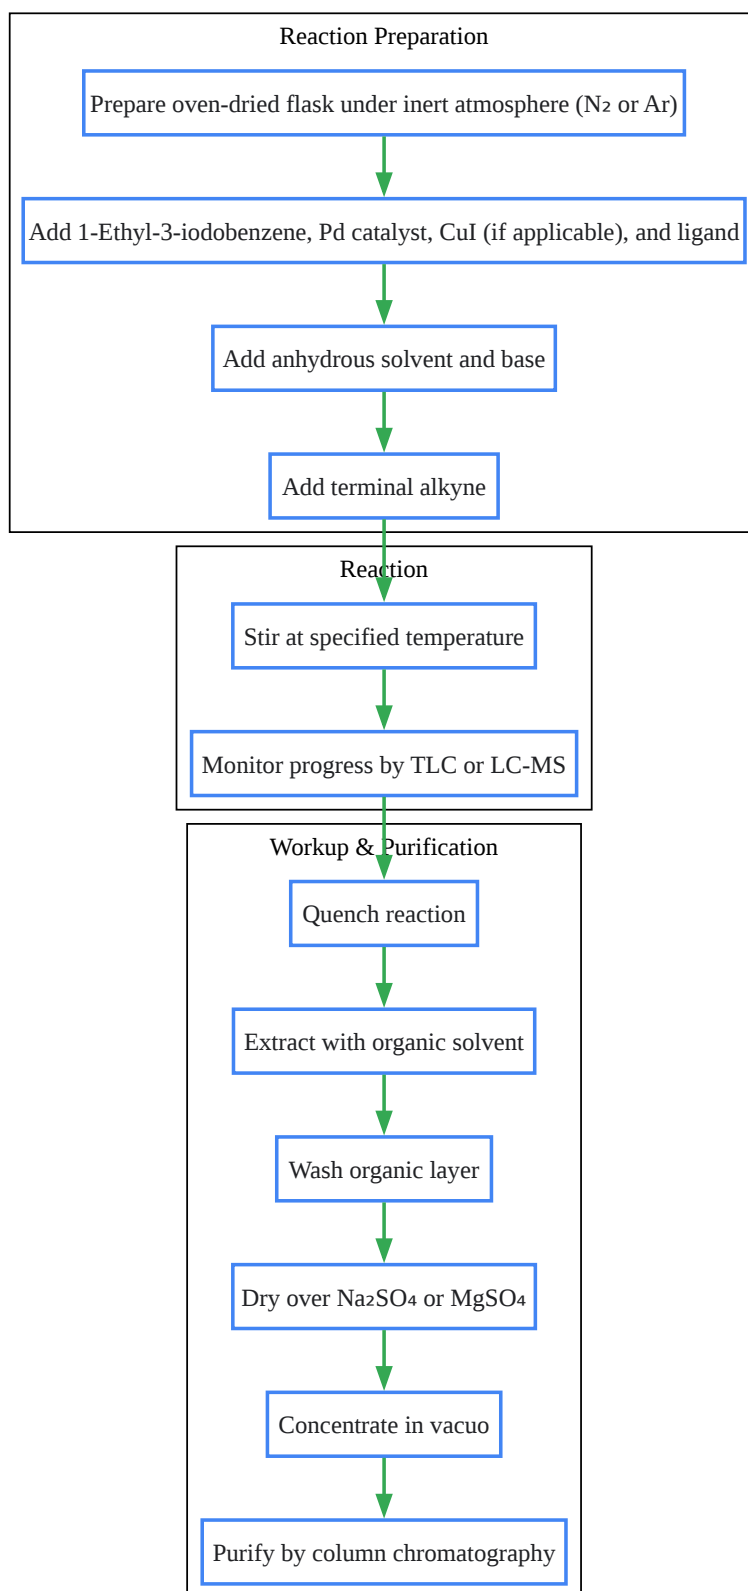 Reaction Preparation
Prepare oven-dried flask under inert atmosphere (N₂ or Ar)
Add 1-Ethyl-3-iodobenzene, Pd catalyst, CuI (if applicable), and ligand
Add anhydrous solvent and base
Add terminal alkyne
Reaction
Stir at specified temperature
Monitor progress by TLC or LC-MS
Workup & Purification
Quench reaction
Extract with organic solvent
Wash organic layer
Dry over Na₂SO₄ or MgSO₄
Concentrate in vacuo
Purify by column chromatography